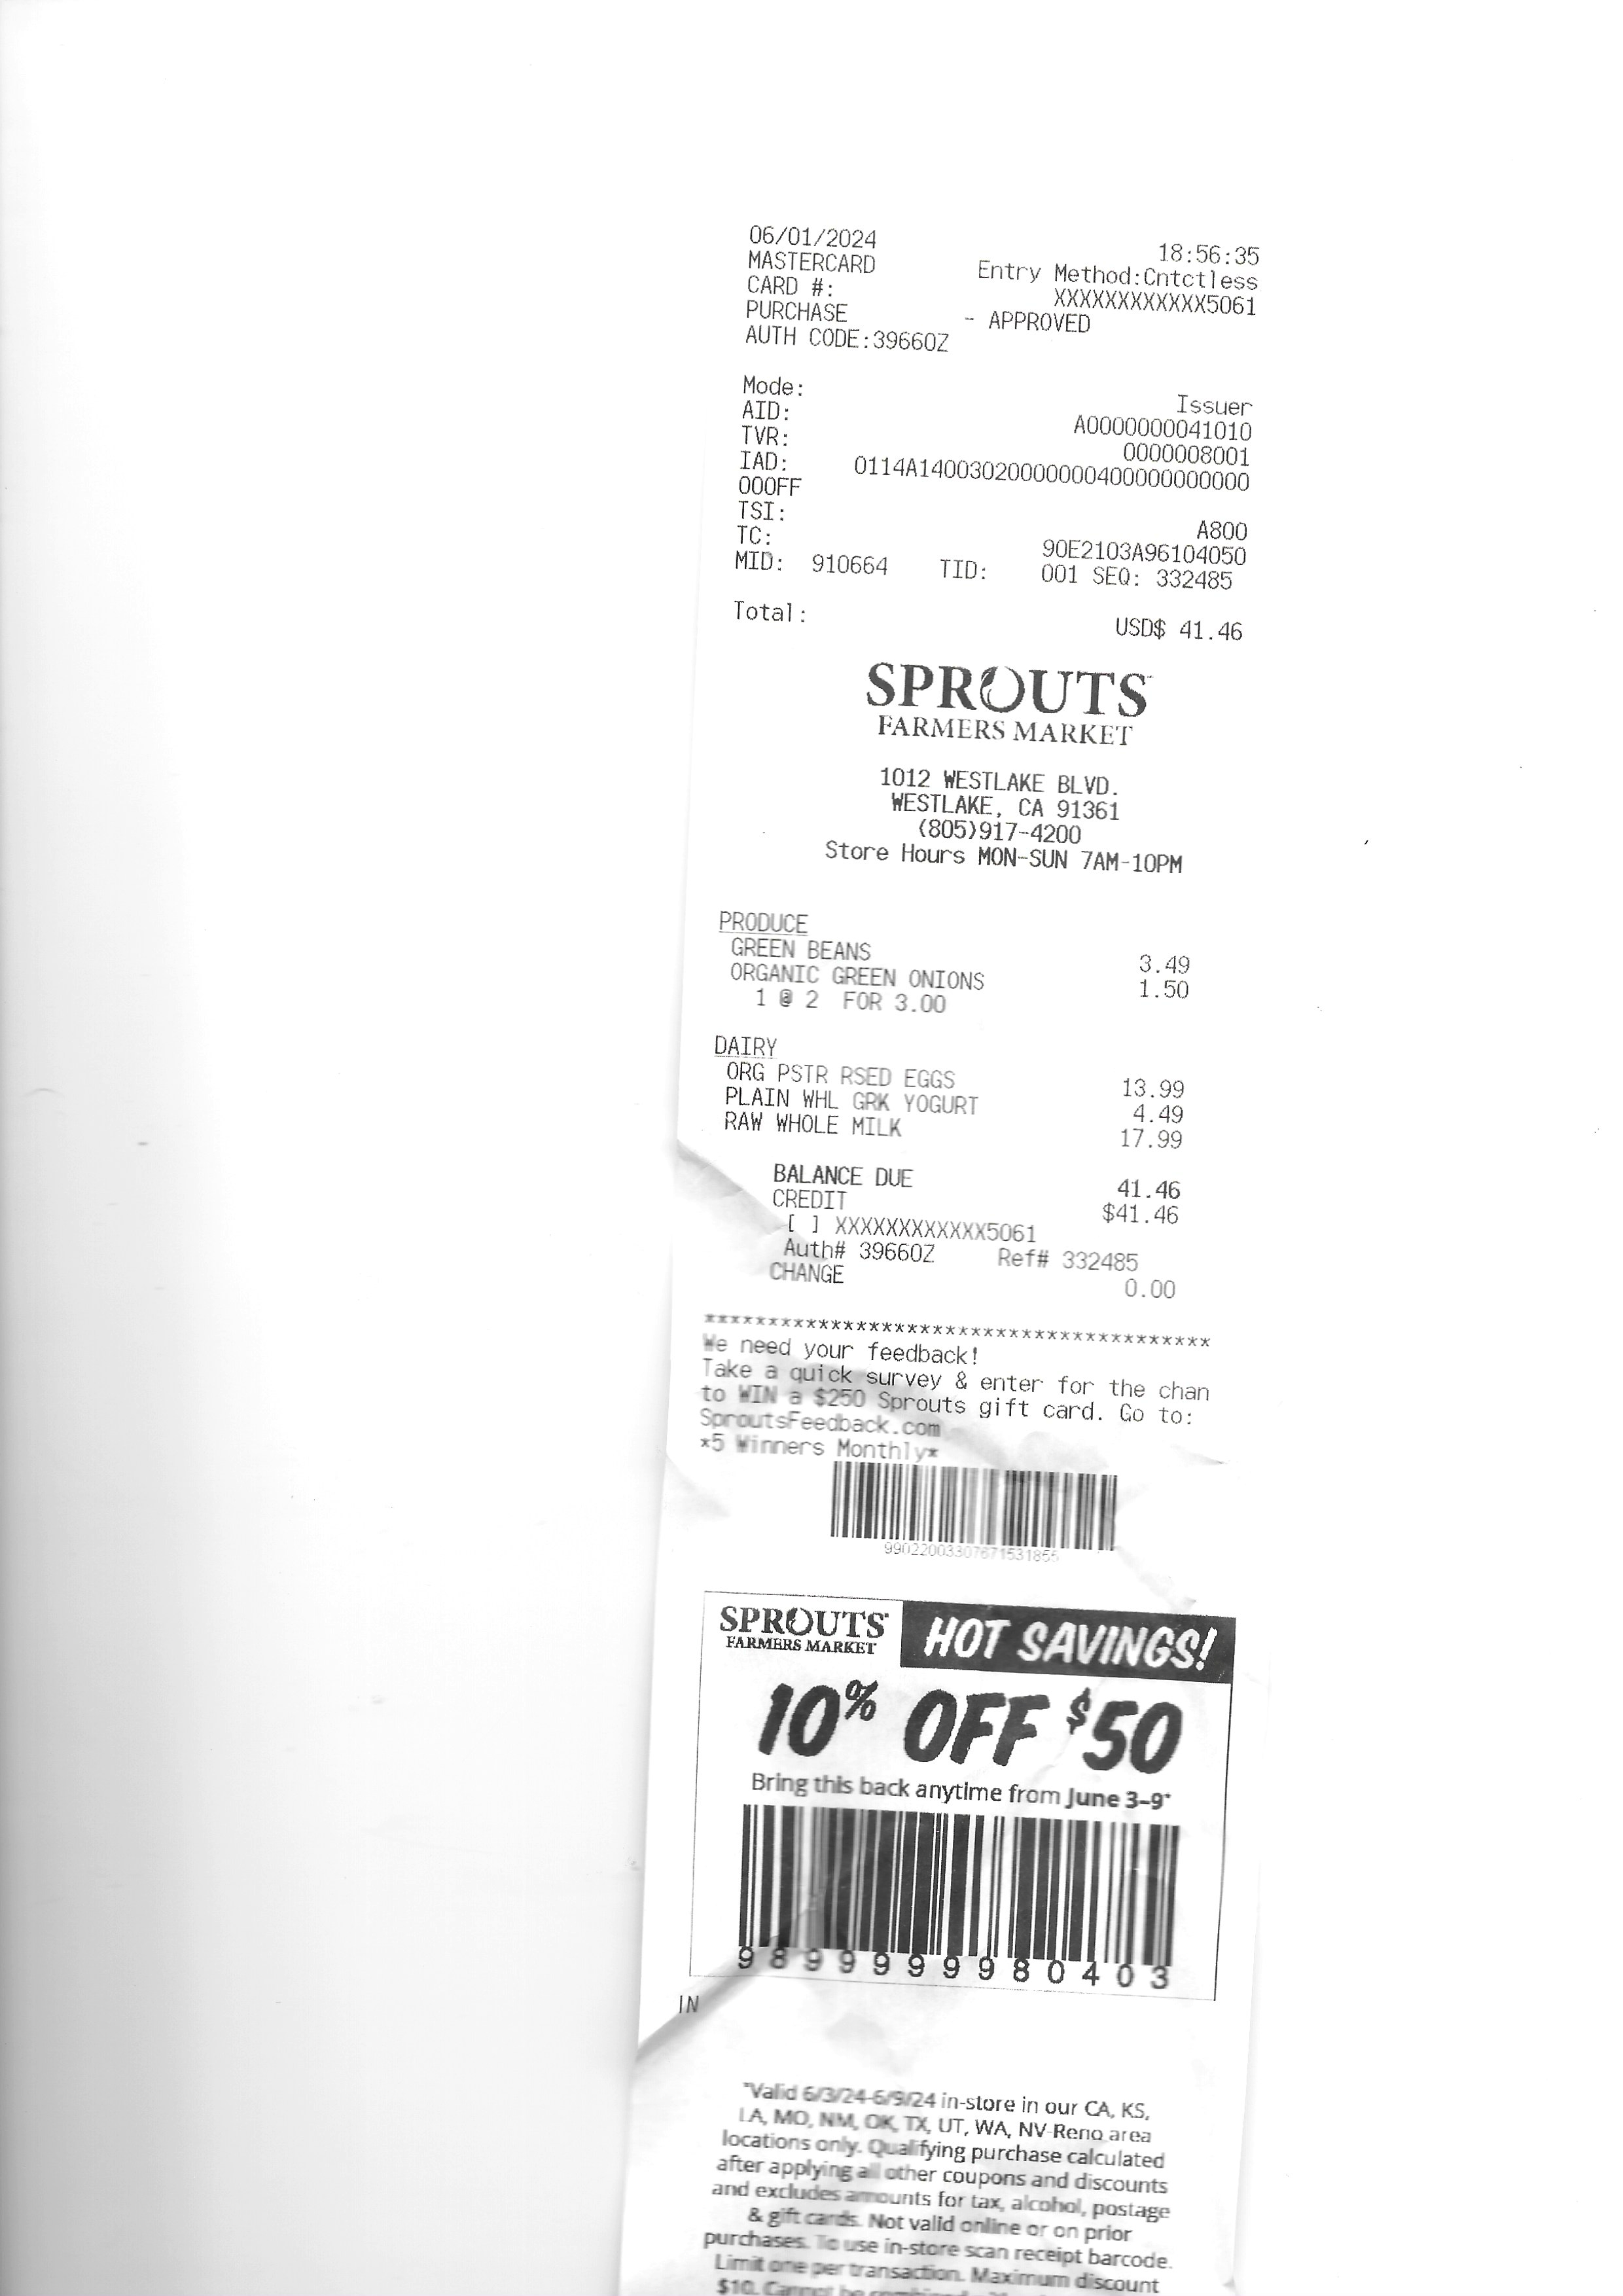 06/01/2024 18:56:35
MASTERCARD Entry Method:Cntctless
CARD #: XXXXXXXXXXXX5061
PURCHASE - APPROVED
AUTH CODE:39660Z
Mode: Issuer
AID: A0000000041010
TVR: 0000008001
IAD: 0114A14003020000000400000000000
000FF
TSI: A800
TC: 90E2103A96104050
MID: 910664 TID: 001 SEQ: 332485
Total: USD$ 41.46
SPROUTS
FARMERS MARKET
1012 WESTLAKE BLVD.
WESTLAKE, CA 91361
(805)917-4200
Store Hours MON-SUN 7AM-10PM
PRODUCE
GREEN BEANS 3.49
ORGANIC GREEN ONIONS 1.50
1 @ 2 FOR 3.00
DAIRY
ORG PSTR RSED EGGS 13.99
PLAIN WHL GRK YOGURT 4.49
RAW WHOLE MILK 17.99
BALANCE DUE 41.46
CREDIT $41.46
[ ] XXXXXXXXXXXX5061
Auth# 39660Z Ref# 332485
CHANGE 0.00
****************************************
We need your feedback!
Take a quick survey & enter for the chan
to WIN a $250 Sprouts gift card. Go to:
SproutsFeedback.com
*5 Winners Monthly*
99022003307671531855
SPROUTS
FARMERS MARKET
HOT SAVINGS!
10% OFF $50
Bring this back anytime from June 3-9*
9899999980403
IN
*Valid 6/3/24-6/9/24 in-store in our CA, KS,
LA, MO, NM, OK, TX, UT, WA, NV-Reno area
locations only. Qualifying purchase calculated
after applying all other coupons and discounts
and excludes amounts for tax, alcohol, postage
& gift cards. Not valid online or on prior
purchases. To use in-store scan receipt barcode.
Limit one per transaction. Maximum discount
$10. Cannot be